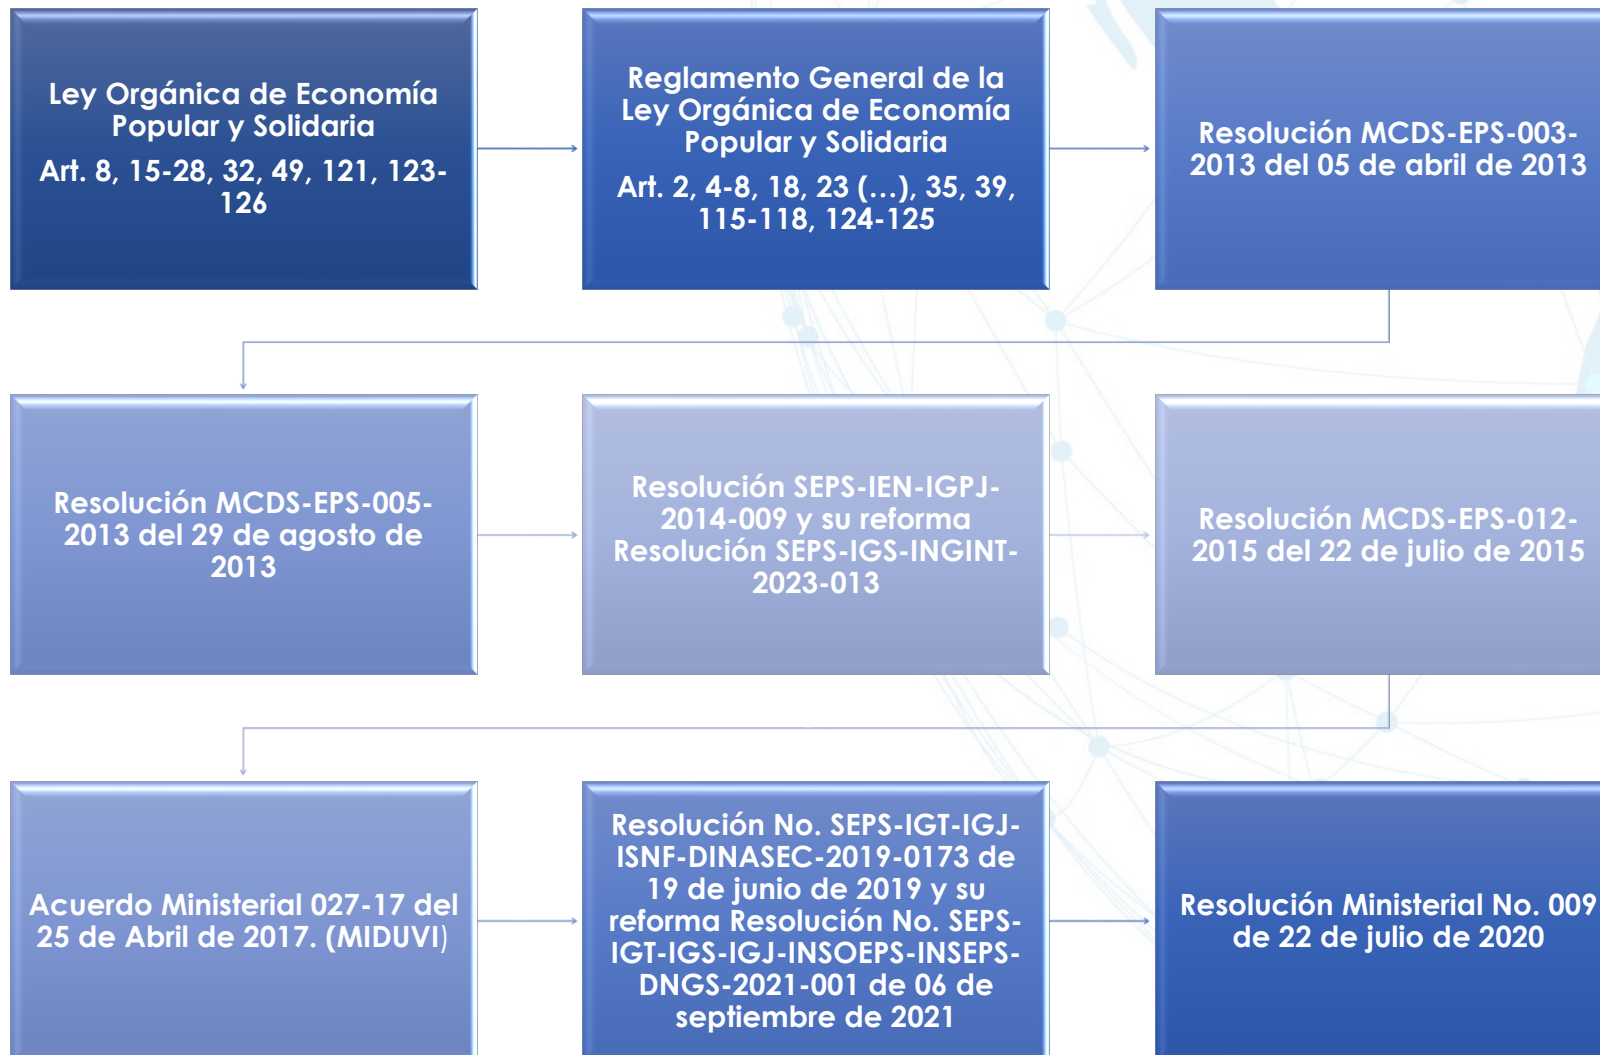 Ley Orgánica de Economía
Popular y Solidaria
Art. 8, 15-28, 32, 49, 121, 123-
126
Reglamento General de la
Ley Orgánica de Economía
Popular y Solidaria
Art. 2, 4-8, 18, 23 (...), 35, 39,
115-118, 124-125
Resolución MCDS-EPS-003-
2013 del 05 de abril de 2013
Resolución MCDS-EPS-005-
2013 del 29 de agosto de
2013
Resolución SEPS-IEN-IGPJ-
2014-009 y su reforma
Resolución SEPS-IGS-INGINT-
2023-013
Resolución MCDS-EPS-012-
2015 del 22 de julio de 2015
Acuerdo Ministerial 027-17 del
25 de Abril de 2017. (MIDUVI)
Resolución No. SEPS-IGT-IGJ-
ISNF-DINASEC-2019-0173 de
19 de junio de 2019 y su
reforma Resolución No. SEPS-
IGT-IGS-IGJ-INSOEPS-INSEPS-
DNGS-2021-001 de 06 de
septiembre de 2021
Resolución Ministerial No. 009
de 22 de julio de 2020